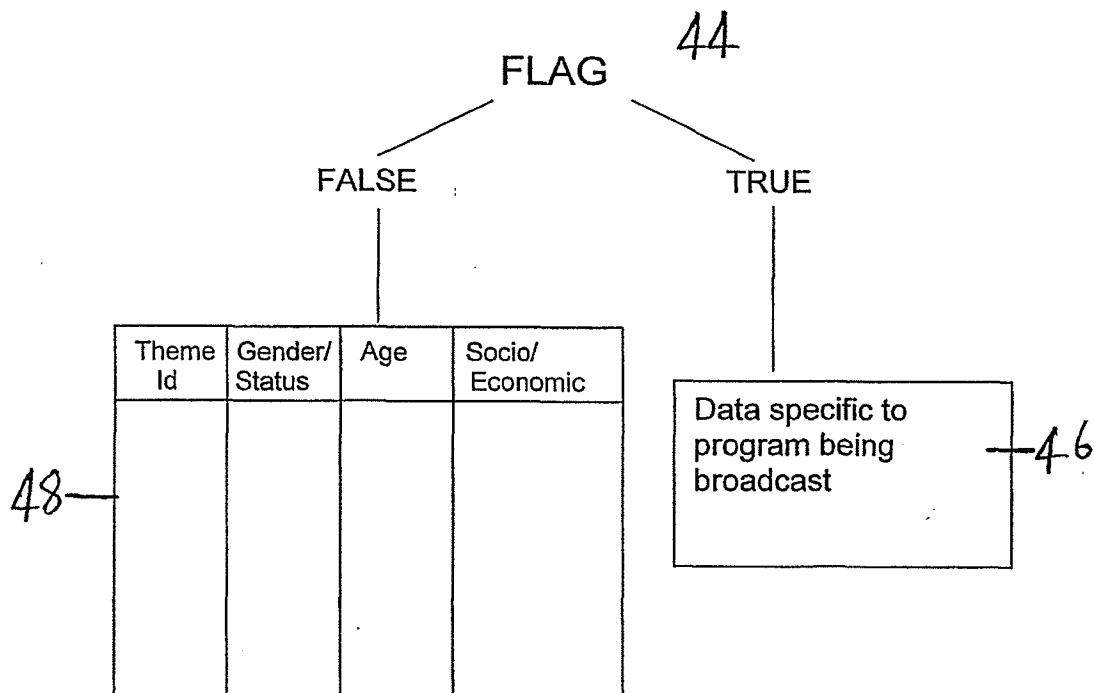 44
FLAG
FALSE
TRUE
Theme
Id
Gender/
Status
Age
Socio/
Economic
Data specific to
program being
broadcast
46
48